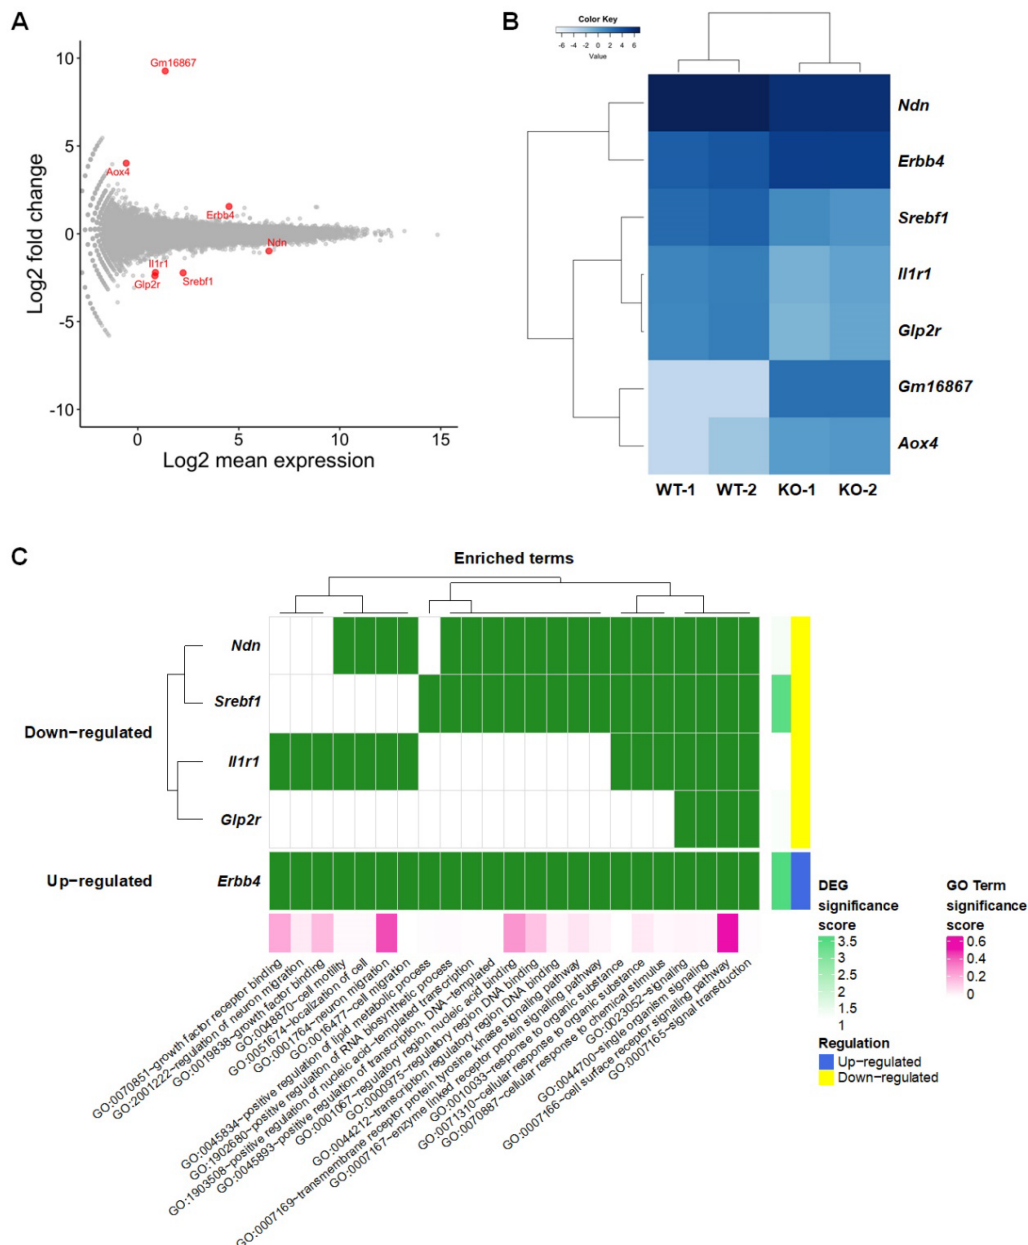 A
Log2 fold change
10
5
0
-5
-10
Gm16867
Aox4
Erbb4
Ndn
Il1r1
Glp2r
Srebf1
0 5 10 15
Log2 mean expression
B
Color Key
-6 -4 -2 0 2 4 6
Value
Ndn
Erbb4
Srebf1
Il1r1
Glp2r
Gm16867
Aox4
WT-1 WT-2 KO-1 KO-2
C
Enriched terms
Down−regulated
Ndn
Srebf1
Il1r1
Glp2r
Up−regulated
Erbb4
GO:0070851~growth factor receptor binding
GO:2001222~regulation of neuron migration
GO:0019838~growth factor binding
GO:0048870~cell motility
GO:0051674~localization of cell
GO:0001764~neuron migration
GO:0016477~cell migration
GO:0045834~positive regulation of lipid metabolic process
GO:1902680~positive regulation of RNA biosynthetic process
GO:1903508~positive regulation of nucleic acid−templated transcription
GO:0045893~positive regulation of transcription, DNA−templated
GO:0001067~regulatory region nucleic acid binding
GO:0000975~regulatory region DNA binding
GO:0044212~transcription regulatory region DNA binding
GO:0007169~transmembrane receptor protein tyrosine kinase signaling pathway
GO:0007167~enzyme linked receptor protein signaling pathway
GO:0010033~response to organic substance
GO:0071310~cellular response to organic substance
GO:0070887~cellular response to chemical stimulus
GO:0023052~signaling
GO:0044700~single organism signaling
GO:0007166~cell surface receptor signaling pathway
GO:0007165~signal transduction
DEG
significance
score
3.5
3
2.5
2
1.5
1
GO Term
significance
score
0.6
0.4
0.2
0
Regulation
Up−regulated
Down−regulated